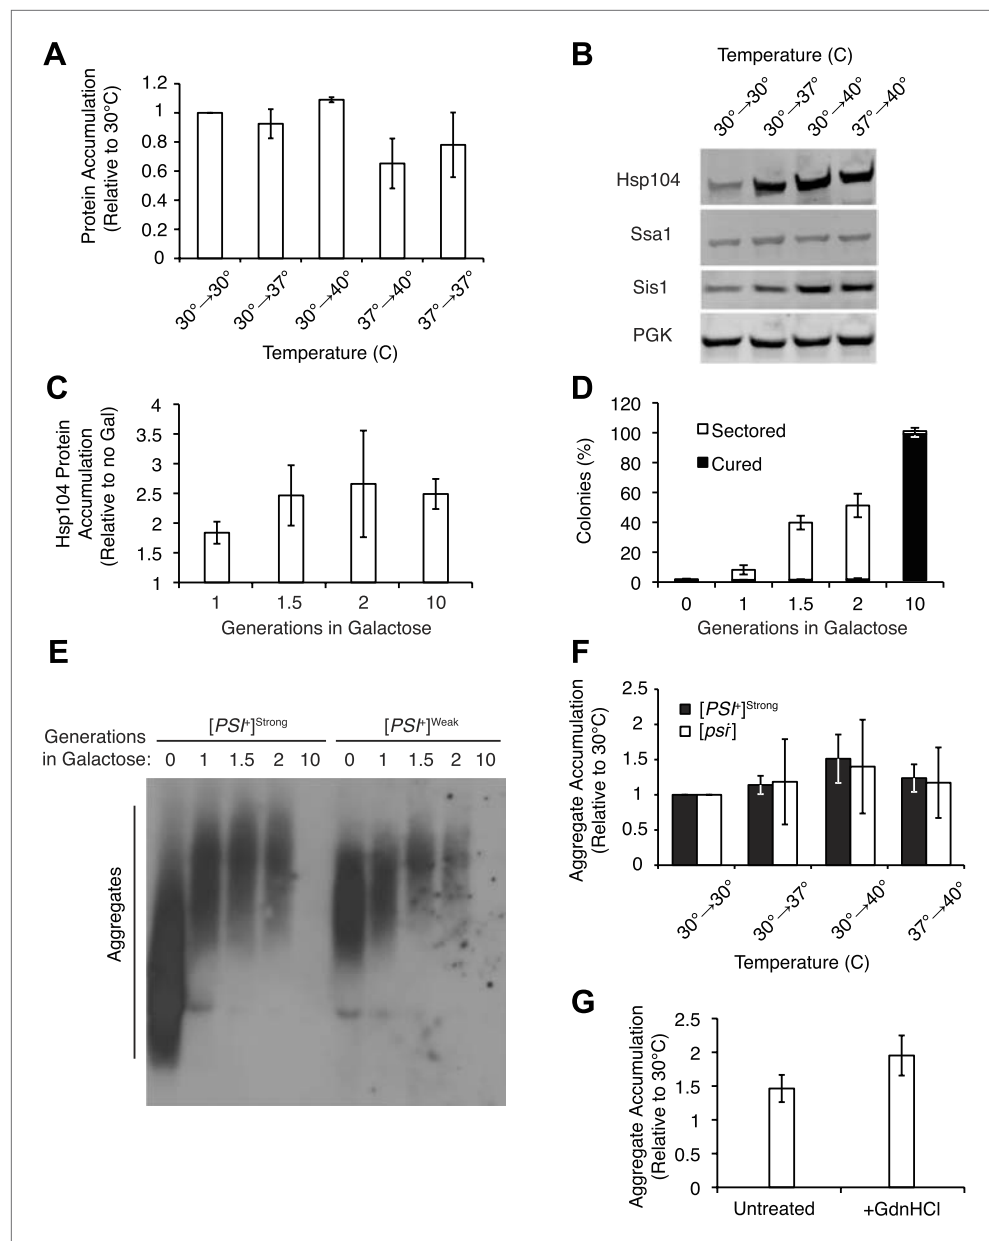 A
Protein Accumulation
(Relative to 30°C)
1.2
1
0.8
0.6
0.4
0.2
0
30°→30°
30°→37°
30°→40°
37°→40°
37°→37°
Temperature (C)
B
Temperature (C)
30°→30°
30°→37°
30°→40°
37°→40°
Hsp104
Ssa1
Sis1
PGK
C
Hsp104 Protein
Accumulation
(Relative to no Gal)
4
3.5
3
2.5
2
1.5
1
1 1.5 2 10
Generations in Galactose
D
Colonies (%)
120
100
80
60
40
20
0
Sectored
Cured
0 1 1.5 2 10
Generations in Galactose
E
[PSI+]Strong [PSI+]Weak
Generations
in Galactose: 0 1 1.5 2 10 0 1 1.5 2 10
Aggregates
F
Aggregate Accumulation
(Relative to 30°C)
2.5
2
1.5
1
0.5
0
[PSI+]Strong
[psi-]
30°→30°
30°→37°
30°→40°
37°→40°
Temperature (C)
G
Aggregate Accumulation
(Relative to 30°C)
2.5
2
1.5
1
0.5
0
Untreated +GdnHCl